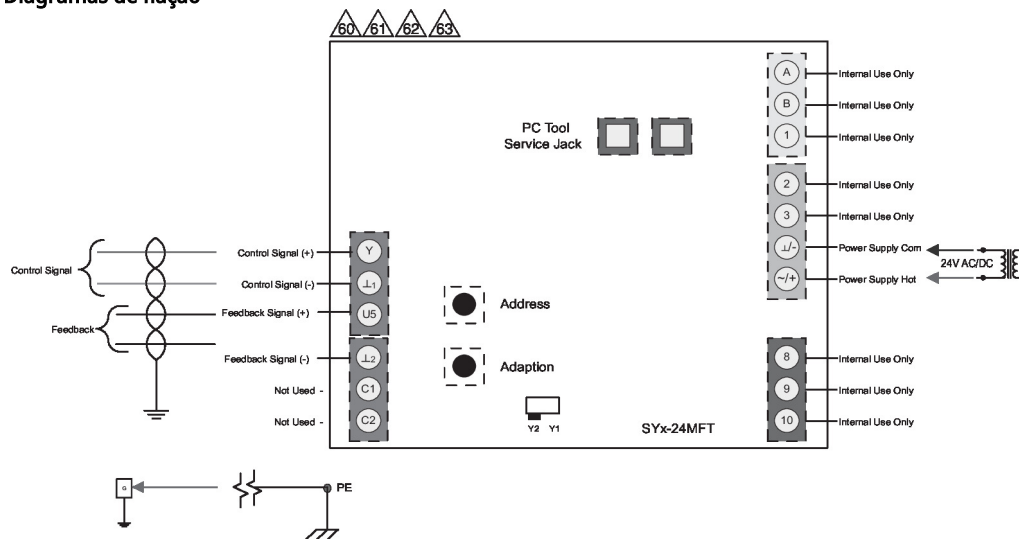 Diagramas de fiação
60 61 62 63
A Internal Use Only
B Internal Use Only
1 Internal Use Only
PC Tool
Service Jack
2 Internal Use Only
3 Internal Use Only
⊥/- Power Supply Com
24V AC/DC
~/+ Power Supply Hot
Control Signal
Control Signal (+) Y
Control Signal (-) ⊥1
Feedback
Feedback Signal (+) U5
Feedback Signal (-) ⊥2
Not Used - C1
Not Used - C2
Address
Adaption
Y2 Y1
SYx-24MFT
8 Internal Use Only
9 Internal Use Only
10 Internal Use Only
G
PE